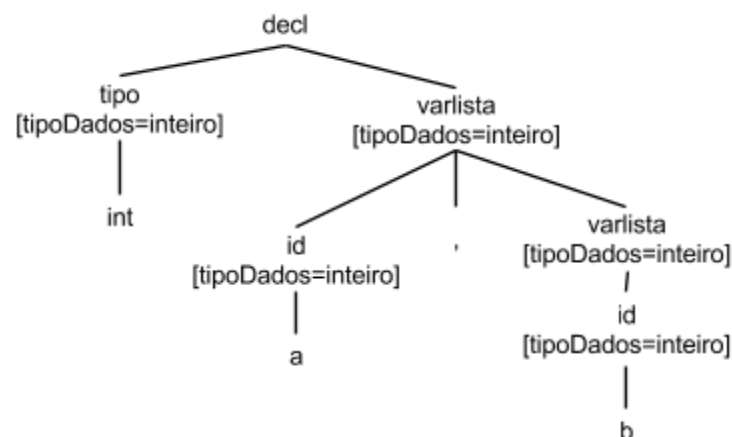 decl
tipo
[tipoDados=inteiro]
varlista
[tipoDados=inteiro]
int
id
[tipoDados=inteiro]
,
varlista
[tipoDados=inteiro]
id
[tipoDados=inteiro]
a
b